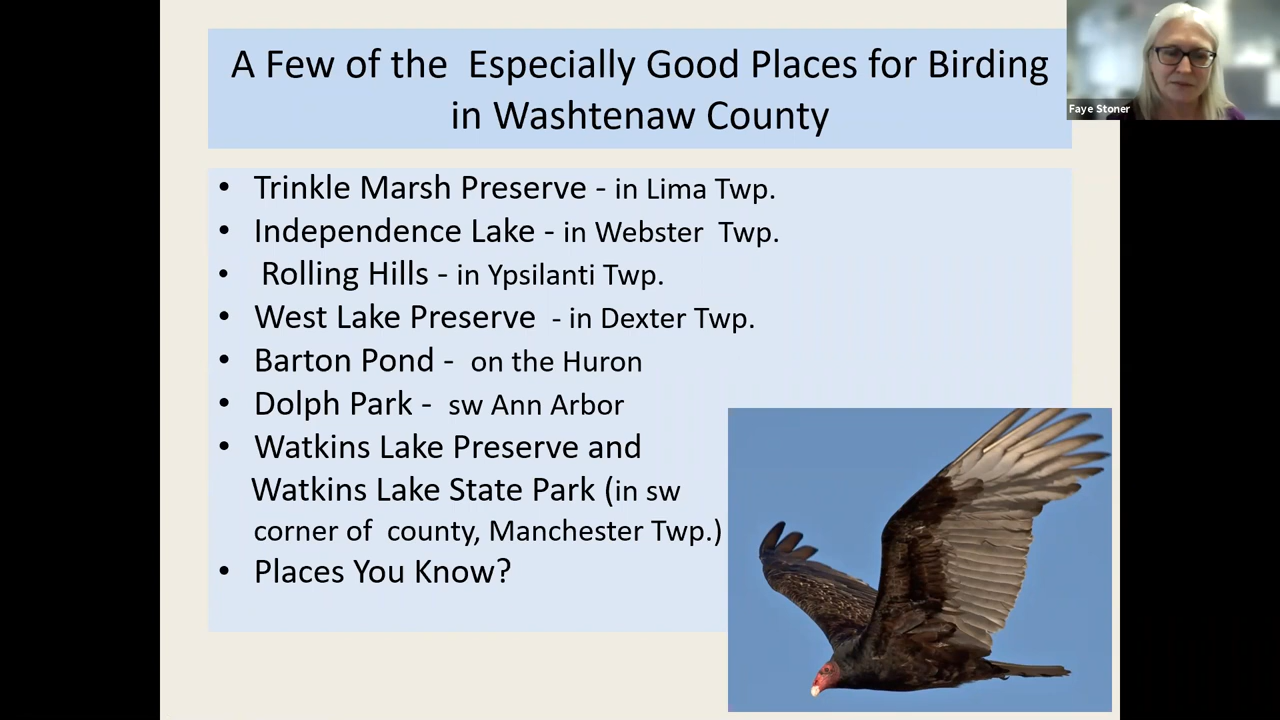 A Few of the  Especially Good Places for Birding
in Washtenaw County
Faye Stoner
• Trinkle Marsh Preserve - in Lima Twp.
• Independence Lake - in Webster  Twp.
•  Rolling Hills - in Ypsilanti Twp.
• West Lake Preserve  - in Dexter Twp.
• Barton Pond -  on the Huron
• Dolph Park -  sw Ann Arbor
• Watkins Lake Preserve and
Watkins Lake State Park (in sw
corner of  county, Manchester Twp.)
• Places You Know?